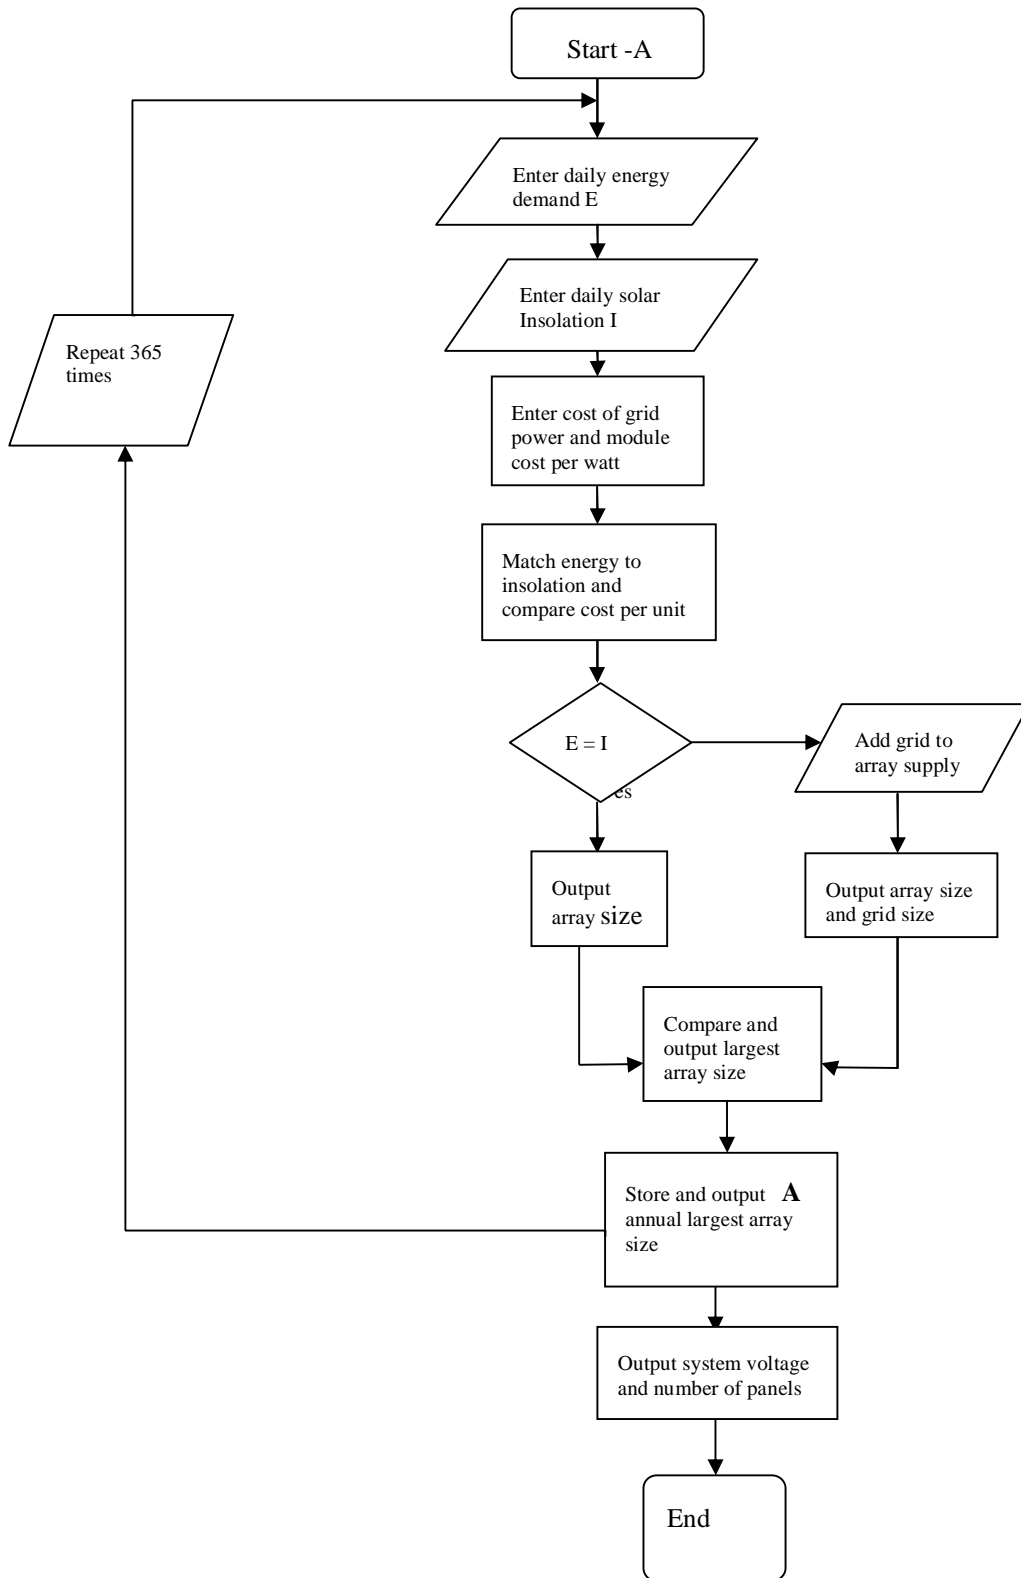 Start -A
Enter daily energy
demand E
Enter daily solar
Insolation I
Repeat 365
times
Enter cost of grid
power and module
cost per watt
Match energy to
insolation and
compare cost per unit
E = I
es
Add grid to
array supply
Output
array size
Output array size
and grid size
Compare and
output largest
array size
Store and output A
annual largest array
size
Output system voltage
and number of panels
End